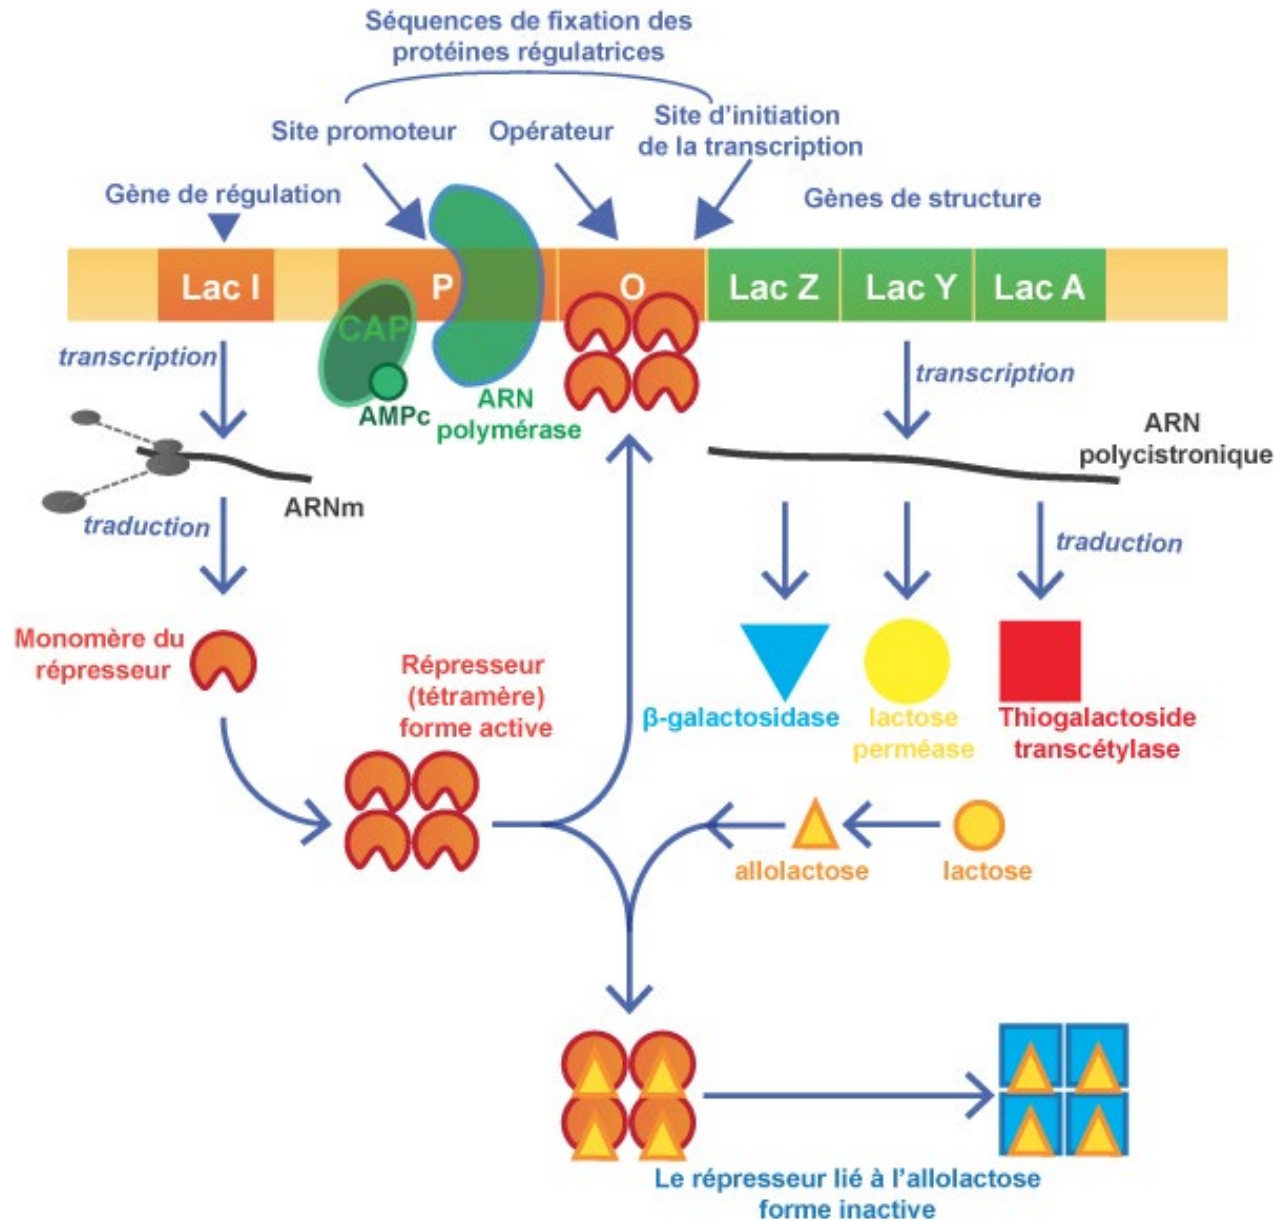 Séquences de fixation des
protéines régulatrices
Site promoteur
Opérateur
Site d'initiation
de la transcription
Gène de régulation
Gènes de structure
Lac I
P
O
Lac Z
Lac Y
Lac A
CAP
AMPc
ARN
polymérase
transcription
transcription
ARN
polycistronique
ARNm
traduction
traduction
Monomère du
répresseur
Répresseur
(tétramère)
forme active
β-galactosidase
lactose
perméase
Thiogalactoside
transcétylase
allolactose
lactose
Le répresseur lié à l'allolactose
forme inactive